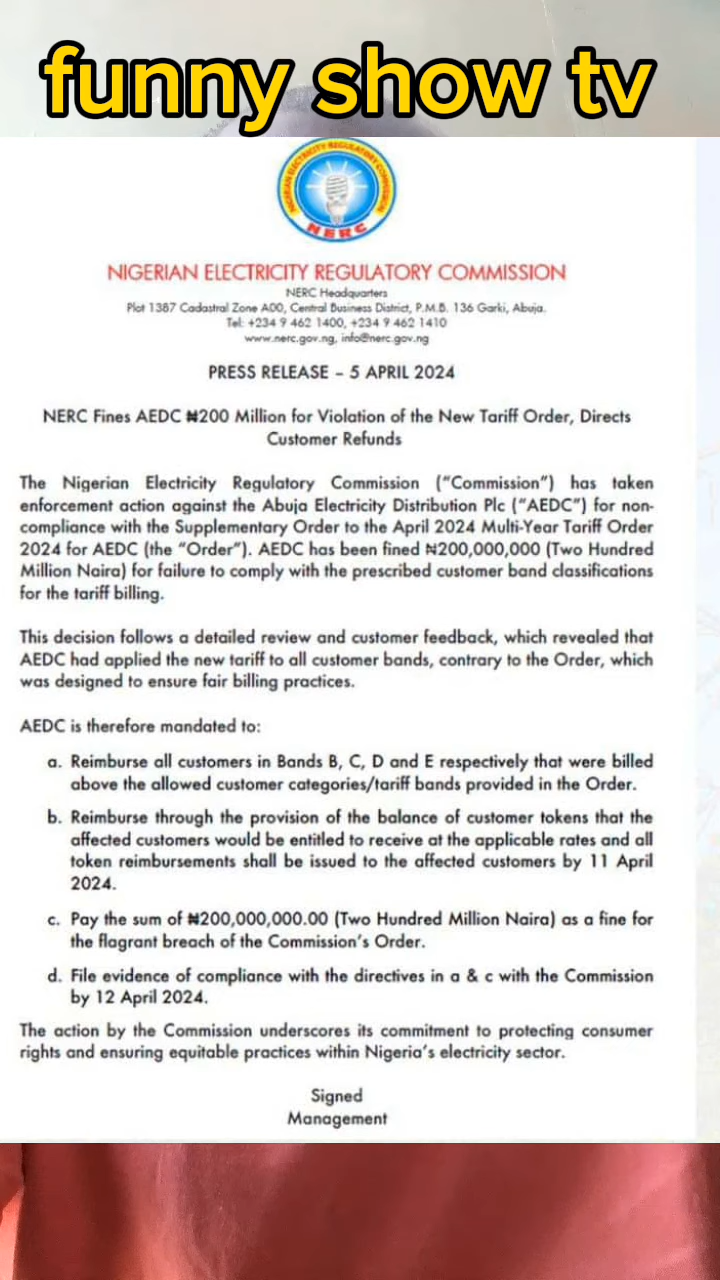 funny show tv
NIGERIAN ELECTRICITY REGULATORY COMMISSION
NERC
NIGERIAN ELECTRICITY REGULATORY COMMISSION
NERC Headquarters
Plot 1387 Cadastral Zone A00, Central Business District, P.M.B. 136 Garki, Abuja.
Tel: +234 9 462 1400, +234 9 462 1410
www.nerc.gov.ng, info@nerc.gov.ng
PRESS RELEASE – 5 APRIL 2024
NERC Fines AEDC ₦200 Million for Violation of the New Tariff Order, Directs
Customer Refunds
The Nigerian Electricity Regulatory Commission (“Commission”) has taken
enforcement action against the Abuja Electricity Distribution Plc (“AEDC”) for non-
compliance with the Supplementary Order to the April 2024 Multi-Year Tariff Order
2024 for AEDC (the “Order”). AEDC has been fined ₦200,000,000 (Two Hundred
Million Naira) for failure to comply with the prescribed customer band classifications
for the tariff billing.
This decision follows a detailed review and customer feedback, which revealed that
AEDC had applied the new tariff to all customer bands, contrary to the Order, which
was designed to ensure fair billing practices.
AEDC is therefore mandated to:
a. Reimburse all customers in Bands B, C, D and E respectively that were billed
above the allowed customer categories/tariff bands provided in the Order.
b. Reimburse through the provision of the balance of customer tokens that the
affected customers would be entitled to receive at the applicable rates and all
token reimbursements shall be issued to the affected customers by 11 April
2024.
c. Pay the sum of ₦200,000,000.00 (Two Hundred Million Naira) as a fine for
the flagrant breach of the Commission’s Order.
d. File evidence of compliance with the directives in a & c with the Commission
by 12 April 2024.
The action by the Commission underscores its commitment to protecting consumer
rights and ensuring equitable practices within Nigeria’s electricity sector.
Signed
Management